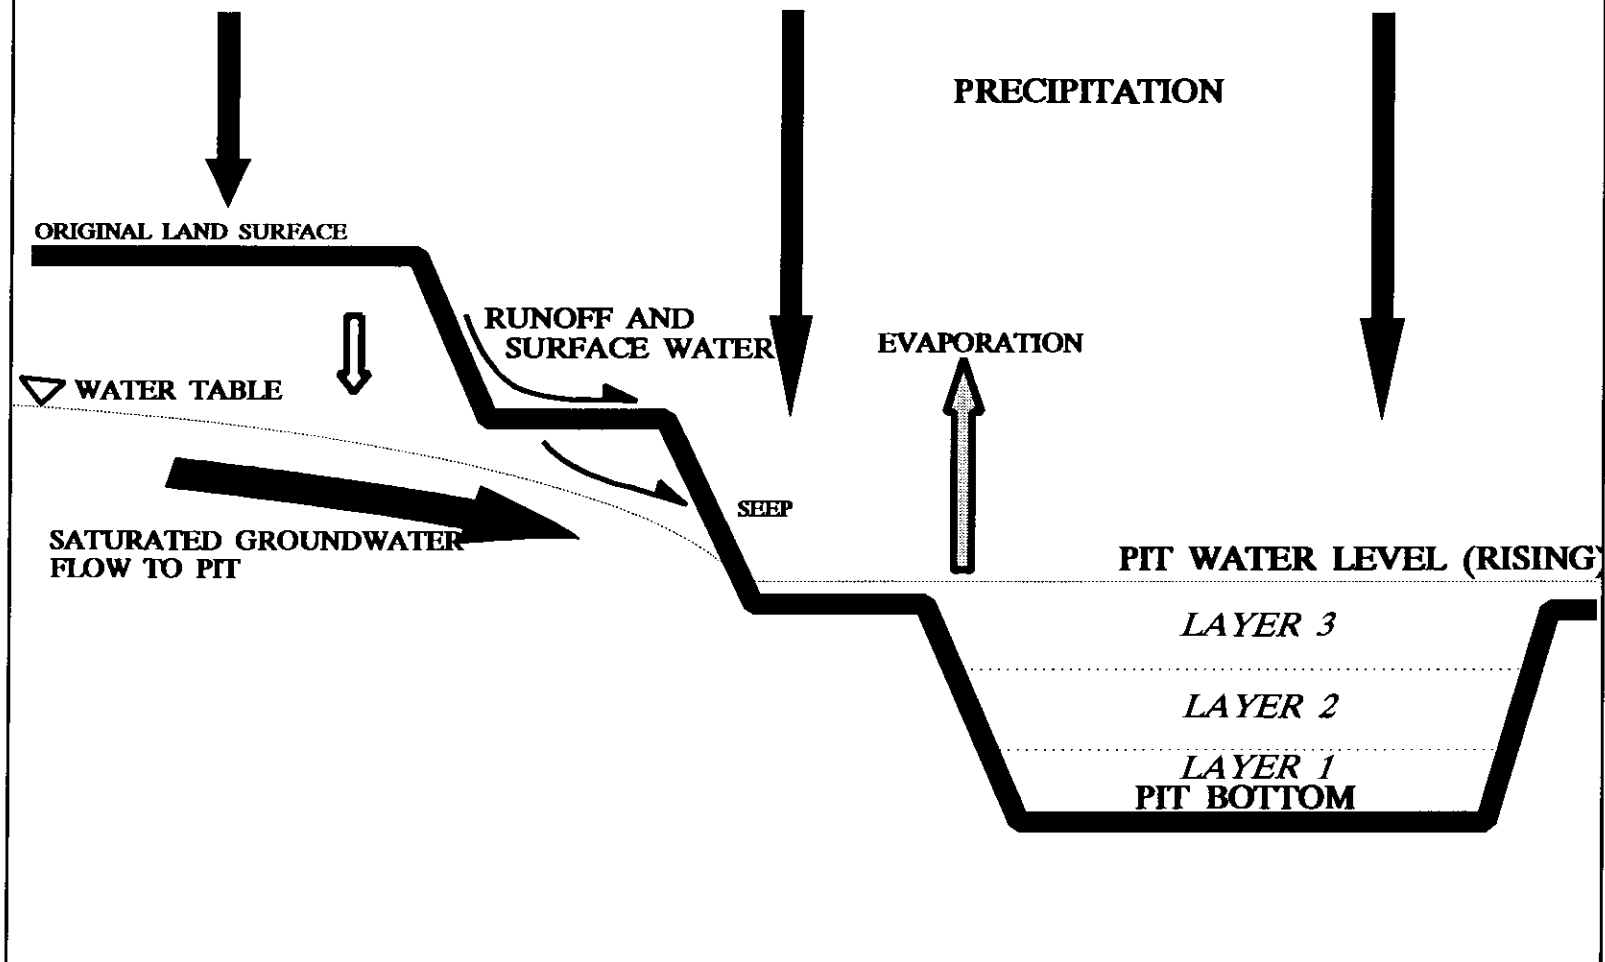 PRECIPITATION
ORIGINAL LAND SURFACE
RUNOFF AND
SURFACE WATER
EVAPORATION
WATER TABLE
SEEP
SATURATED GROUNDWATER
FLOW TO PIT
PIT WATER LEVEL (RISING)
LAYER 3
LAYER 2
LAYER 1
PIT BOTTOM